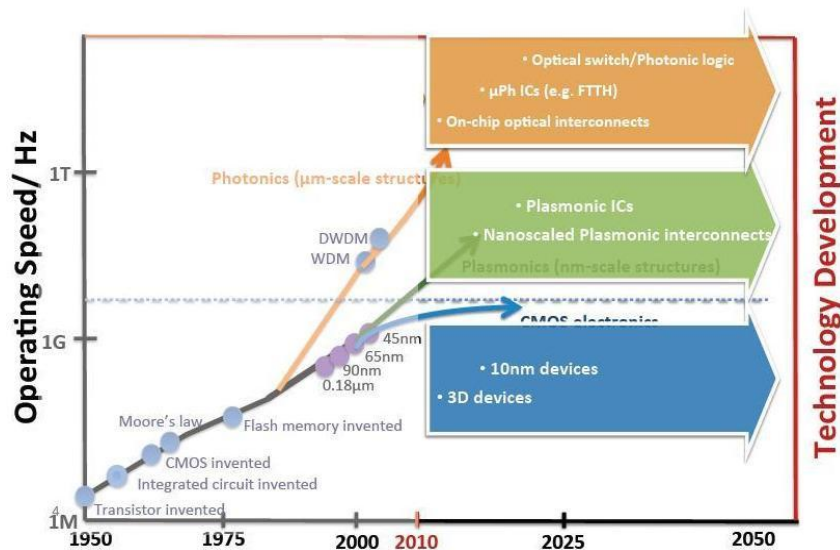 Operating Speed/ Hz
1T
1G
1M
4
1950
1975
2000
2010
2025
2050
Technology Development
• Optical switch/Photonic logic
• µPh ICs (e.g. FTTH)
• On-chip optical interconnects
Photonics (µm-scale structures)
• Plasmonic ICs
• Nanoscaled Plasmonic interconnects
Plasmonics (nm-scale structures)
CMOS electronics
• 10nm devices
• 3D devices
DWDM
WDM
45nm
65nm
90nm
0.18µm
Moore's law
Flash memory invented
CMOS invented
Integrated circuit invented
Transistor invented